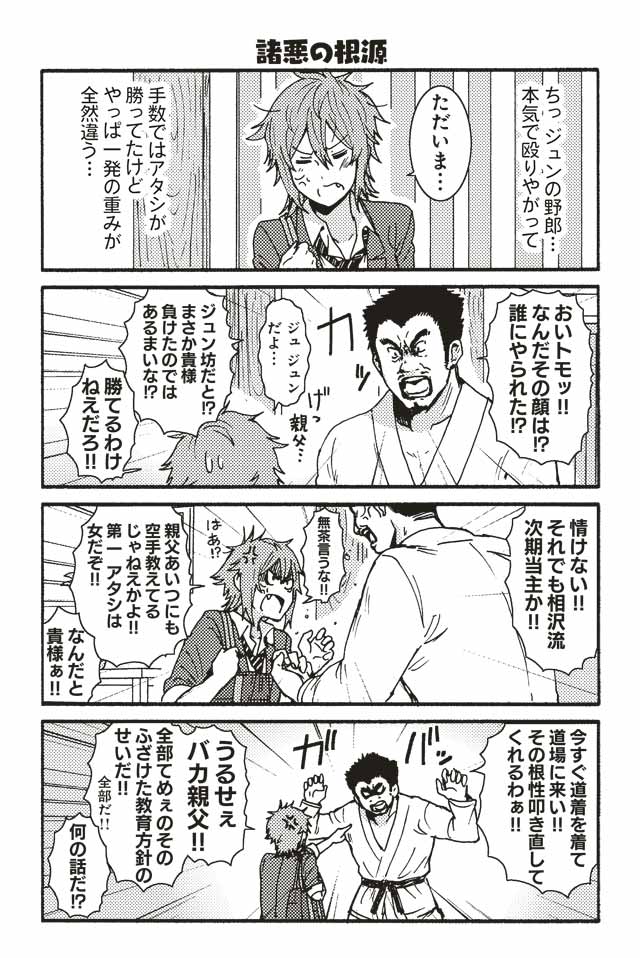 諸悪の根源
ちっ ジュンの野郎…
本気で殴りやがって
ただいま…
手数ではアタシが
勝ってたけど
やっぱ一発の重みが
全然違う…
おいトモッ!!
なんだその顔は!?
誰にやられた!?
カッ
げっ
親父…
ジュ ジュン
だよ…
ジュン坊だと!?
まさか貴様
負けたのでは
あるまいな!?
勝てるわけ
ねえだろ!!
情けない!!
それでも相沢流
次期当主か!!
無茶言うな!!
はあ!?
親父あいつにも
空手教えてる
じゃねえかよ!!
第一 アタシは
女だぞ!!
なんだと
貴様ぁ!!
今すぐ道着を着て
道場に来い!!
その根性叩き直して
くれるわぁ!!
うるせぇ
バカ親父!!
全部てめぇのその
ふざけた教育方針の
せいだ!!
全部だ!!
何の話だ!?